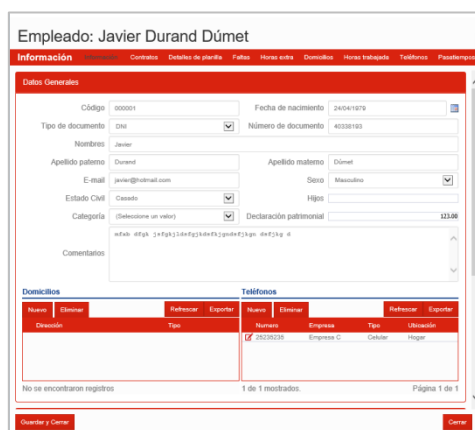 Empleado: Javier Durand Dúmet
Información Contratos Detalles de planilla Faltas Horas extra Domicilios Horas trabajada Teléfonos Pasatiempos
Datos Generales
Código 000001 Fecha de nacimiento 24/04/1979
Tipo de documento DNI Número de documento 40338193
Nombres Javier
Apellido paterno Durand Apellido materno Dúmet
E-mail javier@hotmail.com Sexo Masculino
Estado Civil Casado Hijos
Categoría (Seleccione un valor) Declaración patrimonial 123.00
Comentarios
Domicilios Teléfonos
Nuevo Eliminar Refrescar Exportar Nuevo Eliminar Refrescar Exportar
Dirección Tipo Numero Empresa Tipo Ubicación
25236235 Empresa C Celular Hogar
No se encontraron registros 1 de 1 mostrados. Página 1 de 1
Guardar y Cerrar Cerrar